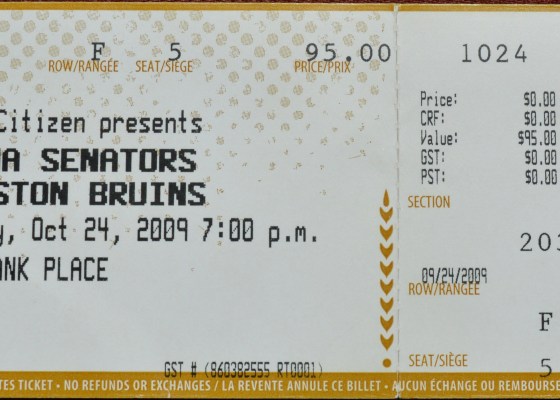 F 5 95,00
ROW/RANGÉE SEAT/SIÈGE PRICE/PRIX
Citizen presents
A SENATORS
STON BRUINS
y, Oct 24, 2009 7:00 p.m.
ANK PLACE
GST # (860382555 RT0001)
TES TICKET • NO REFUNDS OR EXCHANGES / LA REVENTE ANNULE CE BILLET • AUCUN ÉCHANGE OU REMBOURSE
1024
Price: $0.00
CRF: $0.00
Value: $95.00
GST: $0.00
PST: $0.00
SECTION
203
09/24/2009
ROW/RANGÉE
F
SEAT/SIÈGE
5